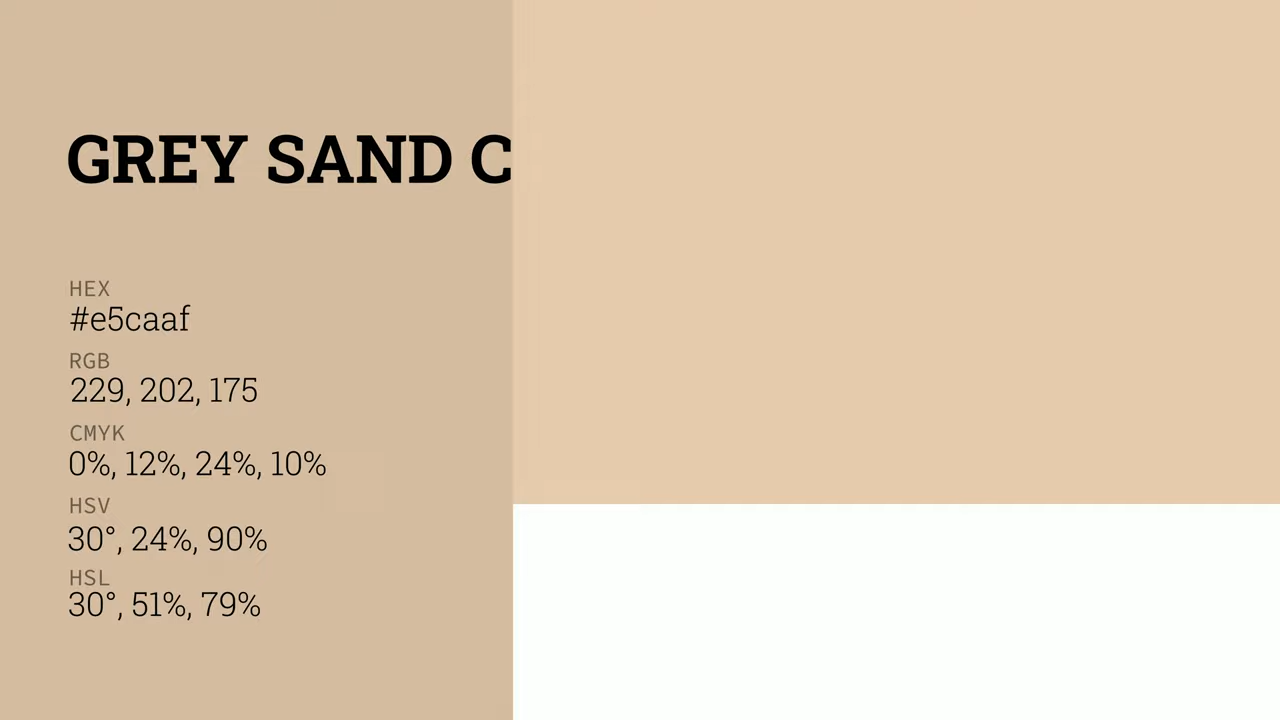 GREY SAND C
HEX
#e5caaf
RGB
229, 202, 175
CMYK
0%, 12%, 24%, 10%
HSV
30°, 24%, 90%
HSL
30°, 51%, 79%